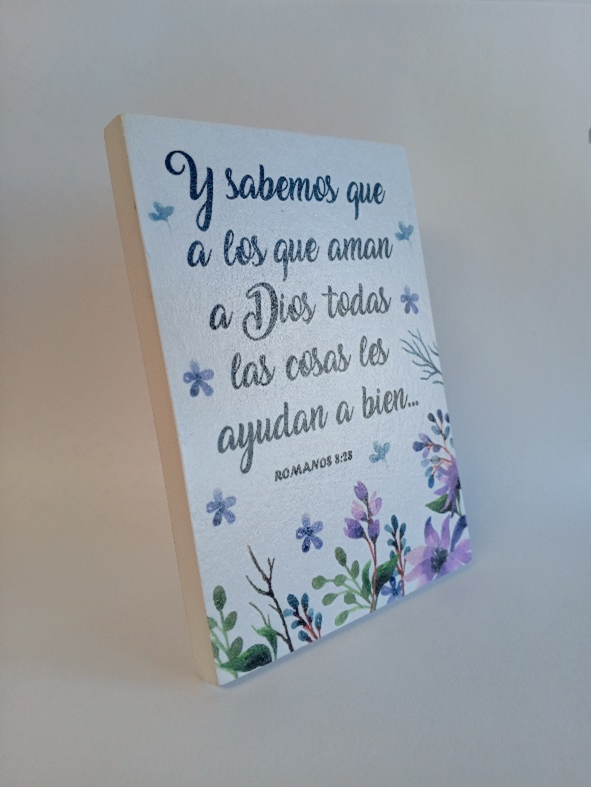 Y sabemos que
a los que aman
a Dios todas
las cosas les
ayudan a bien...
ROMANOS 8:28